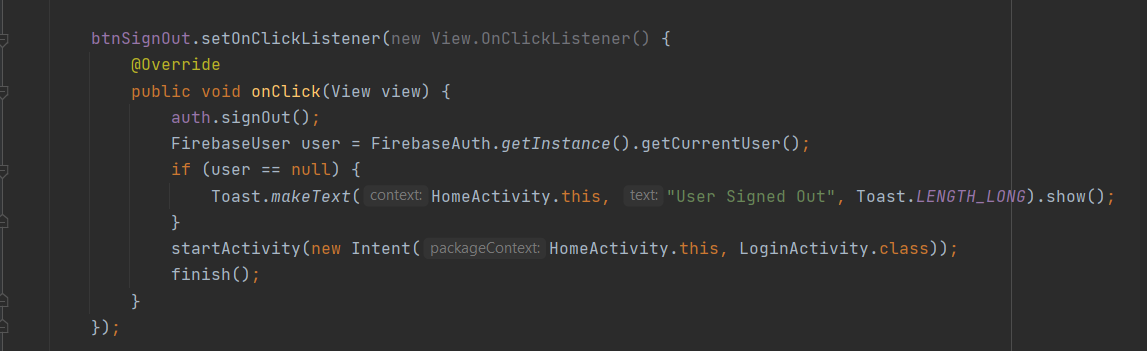 btnSignOut.setOnClickListener(new View.OnClickListener() {
@Override
public void onClick(View view) {
auth.signOut();
FirebaseUser user = FirebaseAuth.getInstance().getCurrentUser();
if (user == null) {
Toast.makeText( context: HomeActivity.this, text: "User Signed Out", Toast.LENGTH_LONG).show();
}
startActivity(new Intent( packageContext: HomeActivity.this, LoginActivity.class));
finish();
}
});